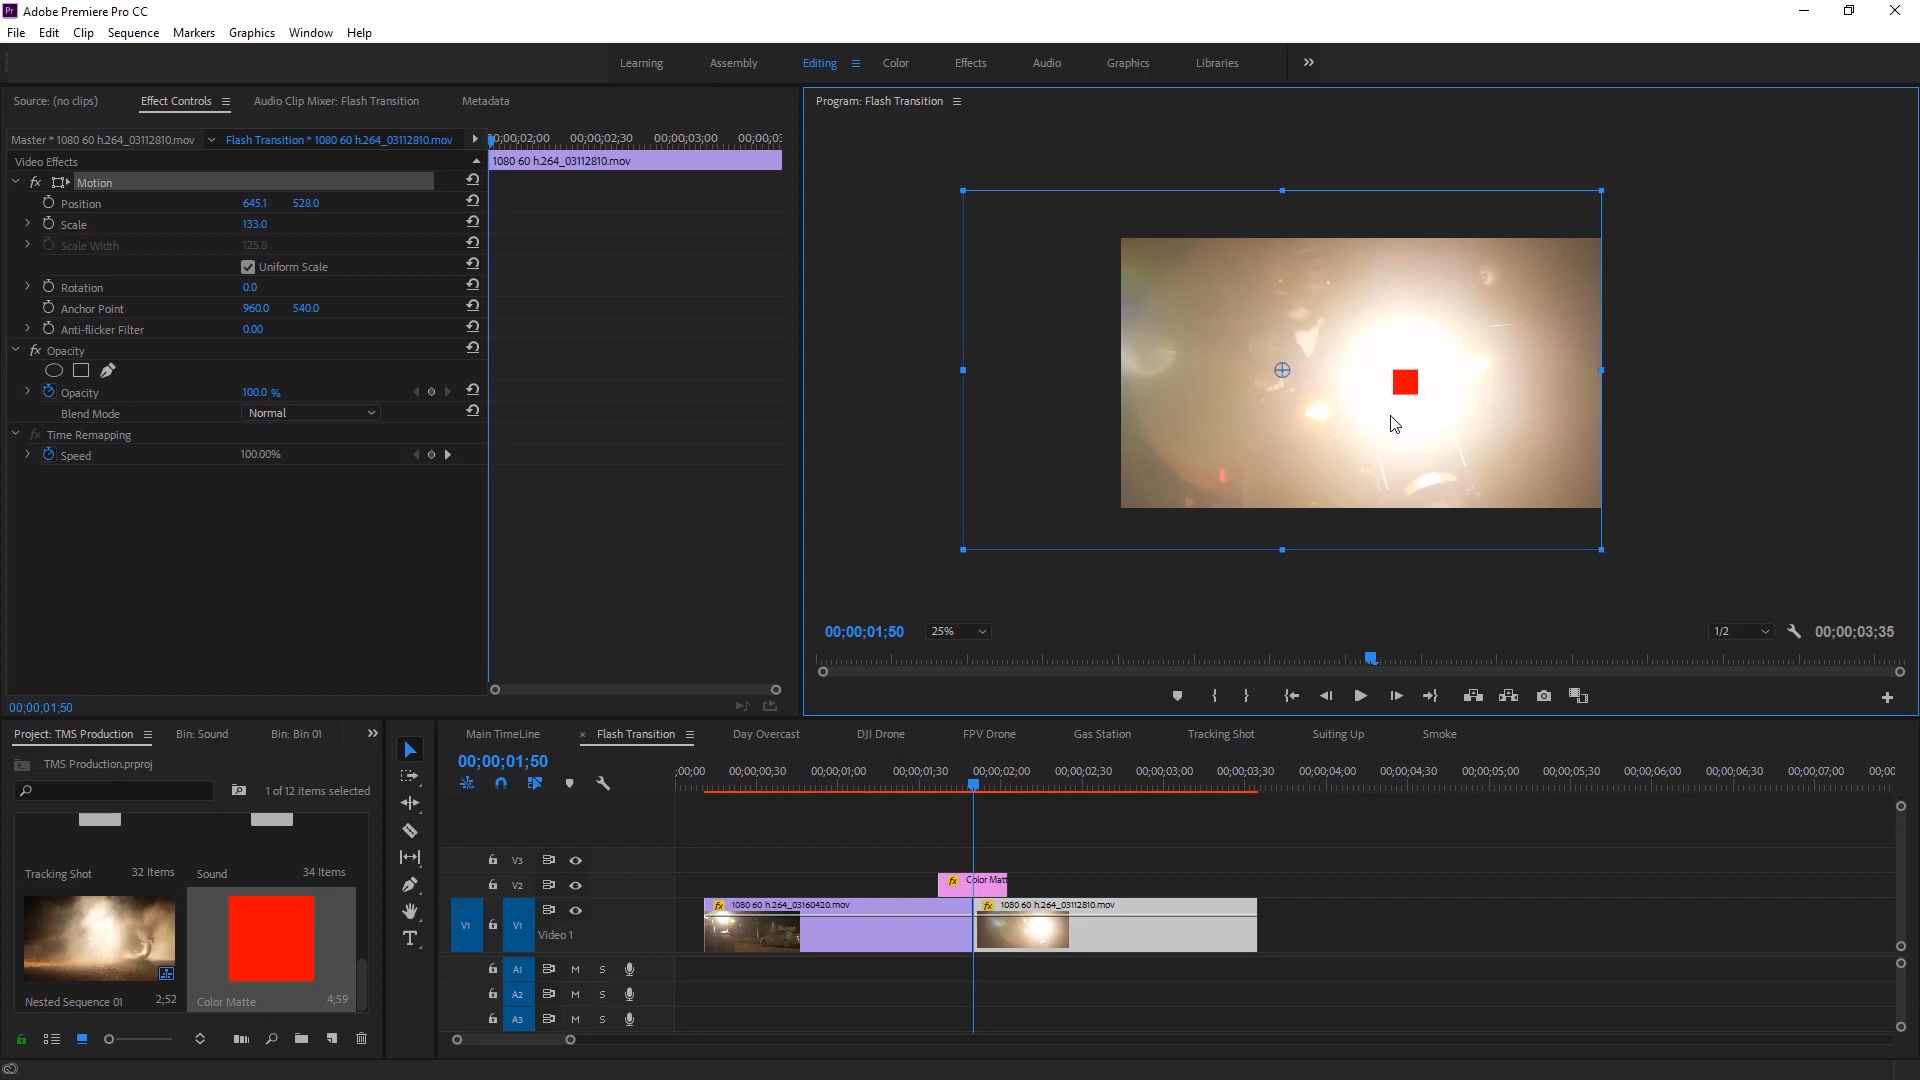 Adobe Premiere Pro CC
File Edit Clip Sequence Markers Graphics Window Help
Learning Assembly Editing Color Effects Audio Graphics Libraries
Source: (no clips) Effect Controls Audio Clip Mixer: Flash Transition Metadata
Program: Flash Transition
Master * 1080 60 h.264_03112810.mov Flash Transition * 1080 60 h.264_03112810.mov
00;00;02;00 00;00;02;30 00;00;03;00
Video Effects
1080 60 h.264_03112810.mov
fx Motion
Position 645.1 528.0
Scale 133.0
Scale Width 125.8
Uniform Scale
Rotation 0.0
Anchor Point 960.0 540.0
Anti-flicker Filter 0.00
fx Opacity
Opacity 100.0 %
Blend Mode Normal
fx Time Remapping
Speed 100.00%
00;00;01;50 25% 1/2 00;00;03;35
00;00;01;50
Project: TMS Production Bin: Sound Bin: Bin 01
TMS Production.prproj
1 of 12 items selected
Tracking Shot 32 Items Sound 34 Items
Nested Sequence 01 2;52 Color Matte 4;59
Main TimeLine × Flash Transition Day Overcast DJI Drone FPV Drone Gas Station Tracking Shot Suiting Up Smoke
00;00;01;50
;00;00 00;00;00;30 00;00;01;00 00;00;01;30 00;00;02;00 00;00;02;30 00;00;03;00 00;00;03;30 00;00;04;00 00;00;04;30 00;00;05;00 00;00;05;30 00;00;06;00 00;00;06;30 00;00;07;00 00;00
V3
V2 fx Color Matt
V1 V1 Video 1
fx 1080 60 h.264_03160420.mov fx 1080 60 h.264_03112810.mov
A1 M S
A2 M S
A3 M S